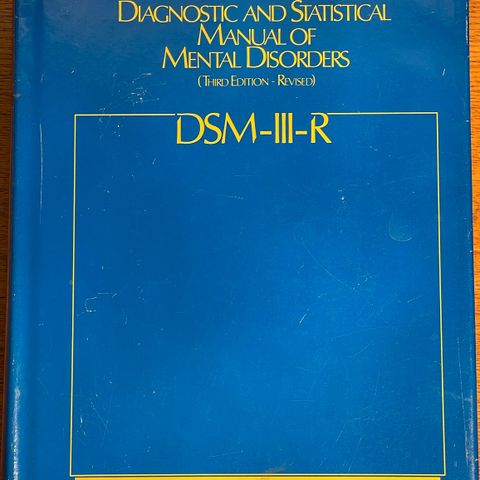 DIAGNOSTIC AND STATISTICAL
MANUAL OF
MENTAL DISORDERS
(THIRD EDITION - REVISED)
DSM-III-R